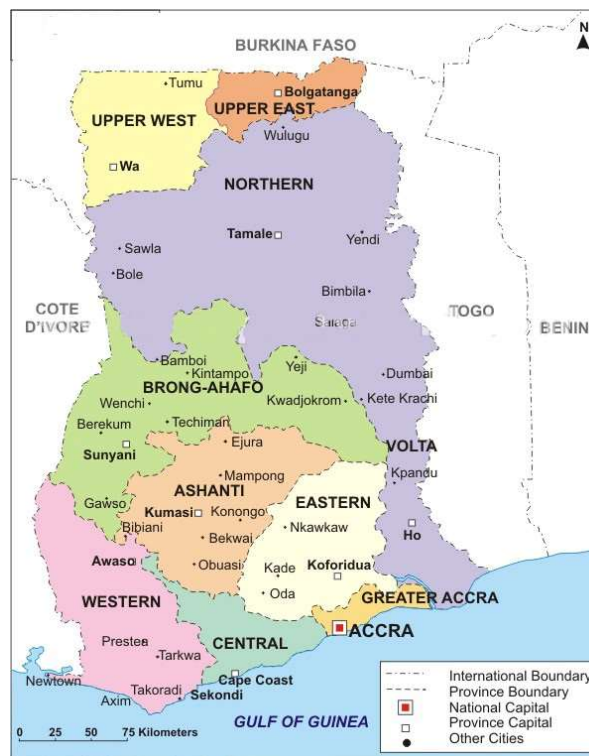 N
BURKINA FASO
Tumu
Bolgatanga
UPPER EAST
UPPER WEST
Wulugu
Wa
NORTHERN
Tamale
Yendi
Sawla
Bole
Bimbila
COTE
D'IVORE
TOGO
BENIN
Salaga
Bamboi
Yeji
Kintampo
Dumbai
BRONG-AHAFO
Wenchi
Kwadjokrom
Kete Krachi
Techiman
Berekum
Ejura
Sunyani
VOLTA
Mampong
Kpandu
ASHANTI
EASTERN
Gawso
Kumasi
Konongo
Bibiani
Nkawkaw
Ho
Bekwai
Awaso
Obuasi
Kade
Koforidua
Oda
WESTERN
GREATER ACCRA
ACCRA
CENTRAL
Prestea
Tarkwa
Cape Coast
Newtown
Takoradi
Sekondi
Axim
GULF OF GUINEA
0 25 50 75 Kilometers
International Boundary
Province Boundary
National Capital
Province Capital
Other Cities